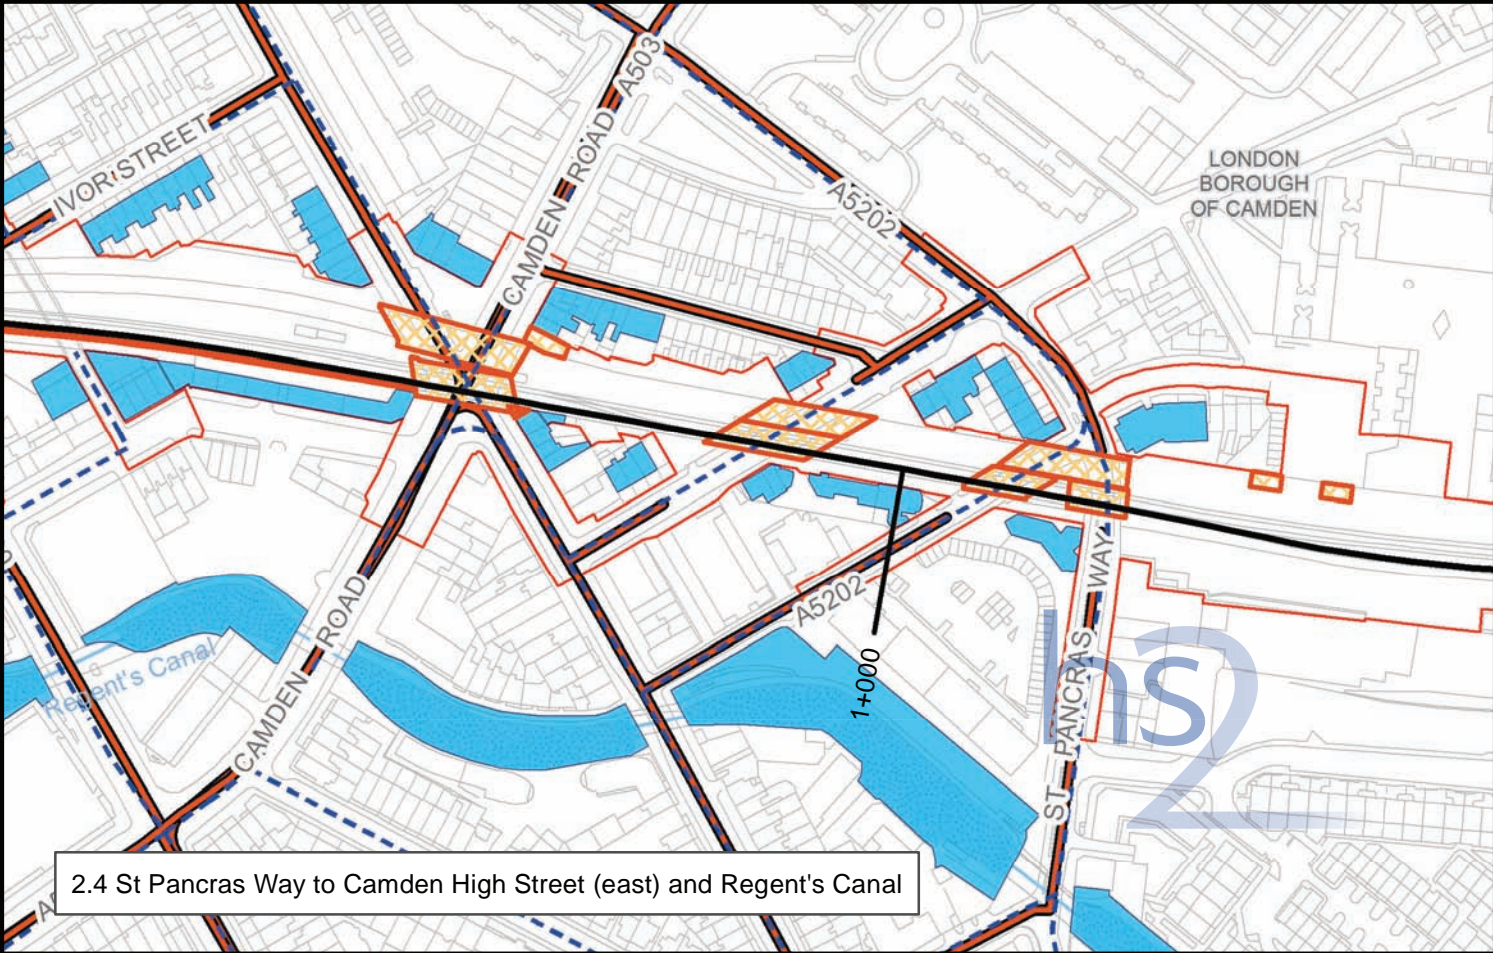 A503
CAMDEN ROAD
IVOR STREET
A5202
LONDON
BOROUGH
OF CAMDEN
A5202
WAY
ST PANCRAS
CAMDEN ROAD
Regent's Canal
1+000
hs2
2.4 St Pancras Way to Camden High Street (east) and Regent's Canal